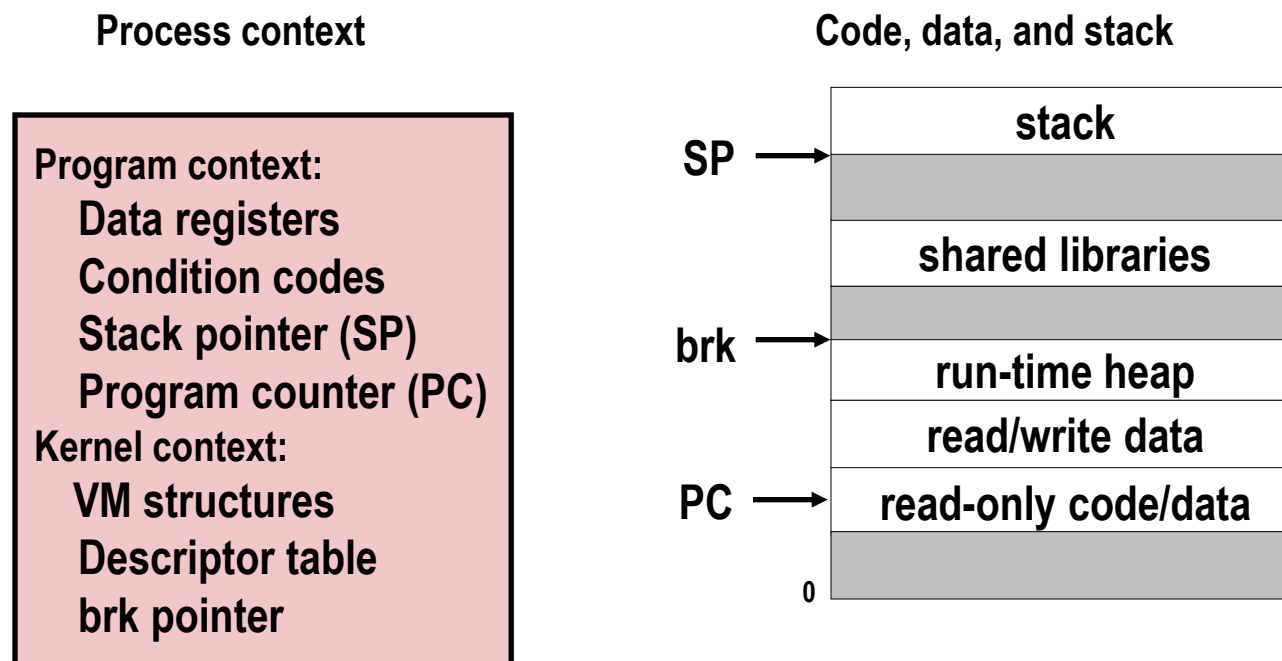 Process context
Program context:
Data registers
Condition codes
Stack pointer (SP)
Program counter (PC)
Kernel context:
VM structures
Descriptor table
brk pointer
Code, data, and stack
stack
SP
shared libraries
brk
run-time heap
read/write data
PC
read-only code/data
0